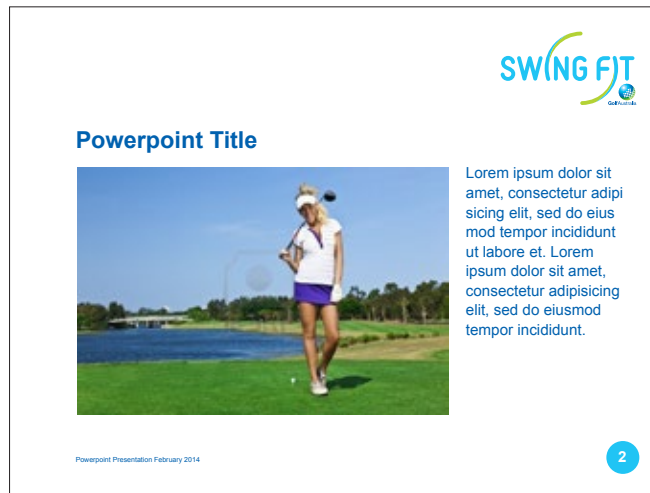 SWING FIT
Golf Australia
Powerpoint Title
Lorem ipsum dolor sit
amet, consectetur adipi
sicing elit, sed do eius
mod tempor incididunt
ut labore et. Lorem
ipsum dolor sit amet,
consectetur adipisicing
elit, sed do eiusmod
tempor incididunt.
Powerpoint Presentation February 2014
2